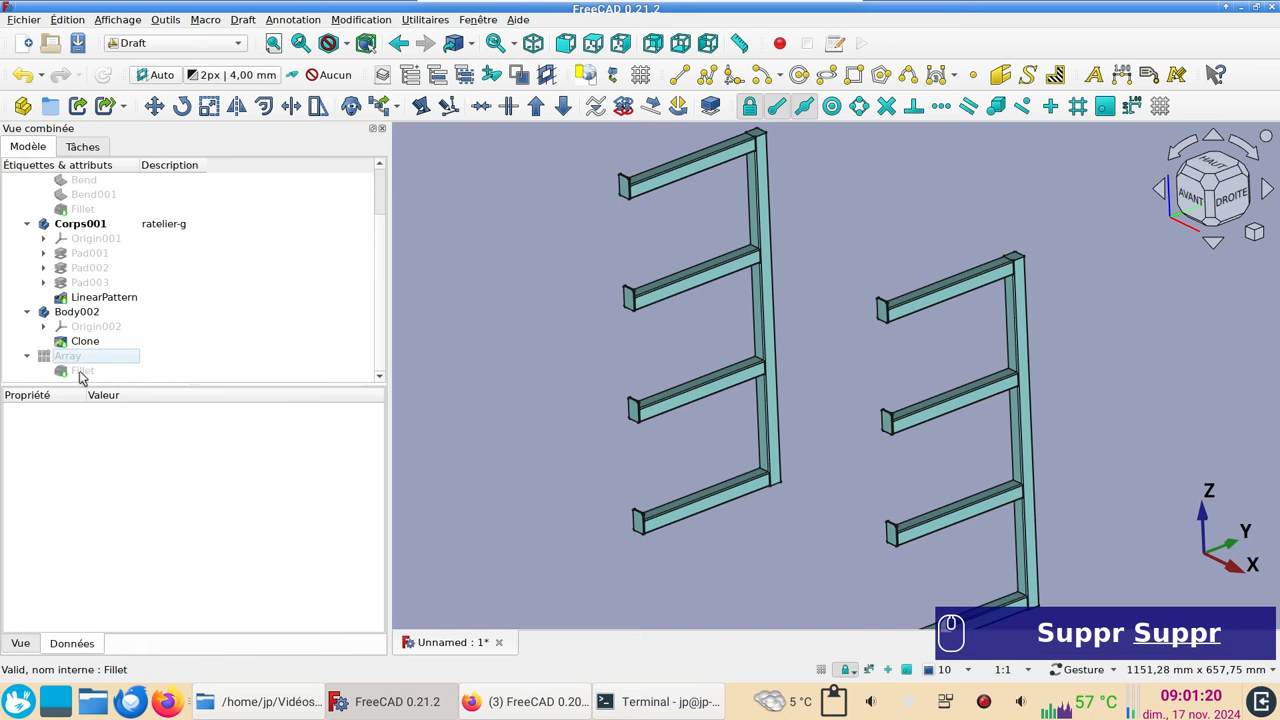 FreeCAD 0.21.2
Fichier Édition Affichage Outils Macro Draft Annotation Modification Utilitaires Fenêtre Aide
Draft
Auto 2px | 4,00 mm Aucun
Vue combinée
Modèle Tâches
Étiquettes & attributs Description
Bend
Bend001
Fillet
Corps001 ratelier-g
Origin001
Pad001
Pad002
Pad003
LinearPattern
Body002
Origin002
Clone
Array
Fillet
Propriété Valeur
HAUT
AVANT DROITE
Z
Y
X
Suppr Suppr
Vue Données
Unnamed : 1*
Valid, nom interne : Fillet
10 1:1 Gesture 1151,28 mm x 657,75 mm
/home/jp/Vidéos... FreeCAD 0.21.2 (3) FreeCAD 0.20... Terminal - jp@jp-... 5 °C 57 °C
09:01:20
dim., 17 nov. 2024